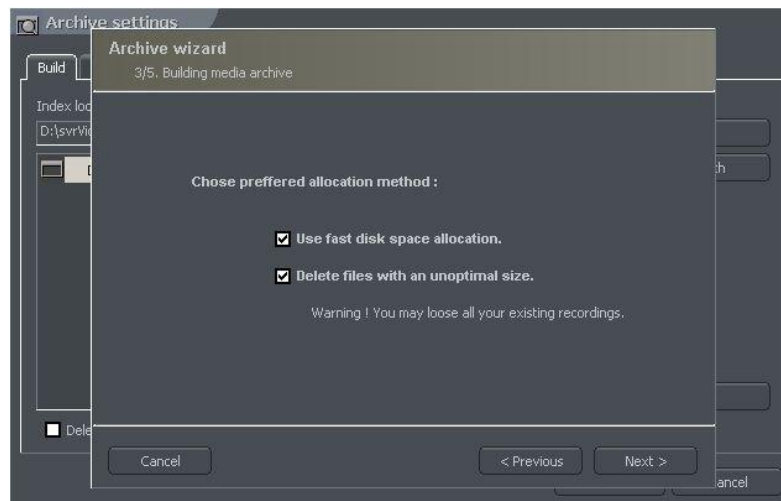 Archive settings
Archive wizard
3/5. Building media archive
Build
Index loc
D:\svrVi
Chose preffered allocation method :
Use fast disk space allocation.
Delete files with an unoptimal size.
Warning ! You may loose all your existing recordings.
Dele
Cancel
< Previous
Next >
ancel